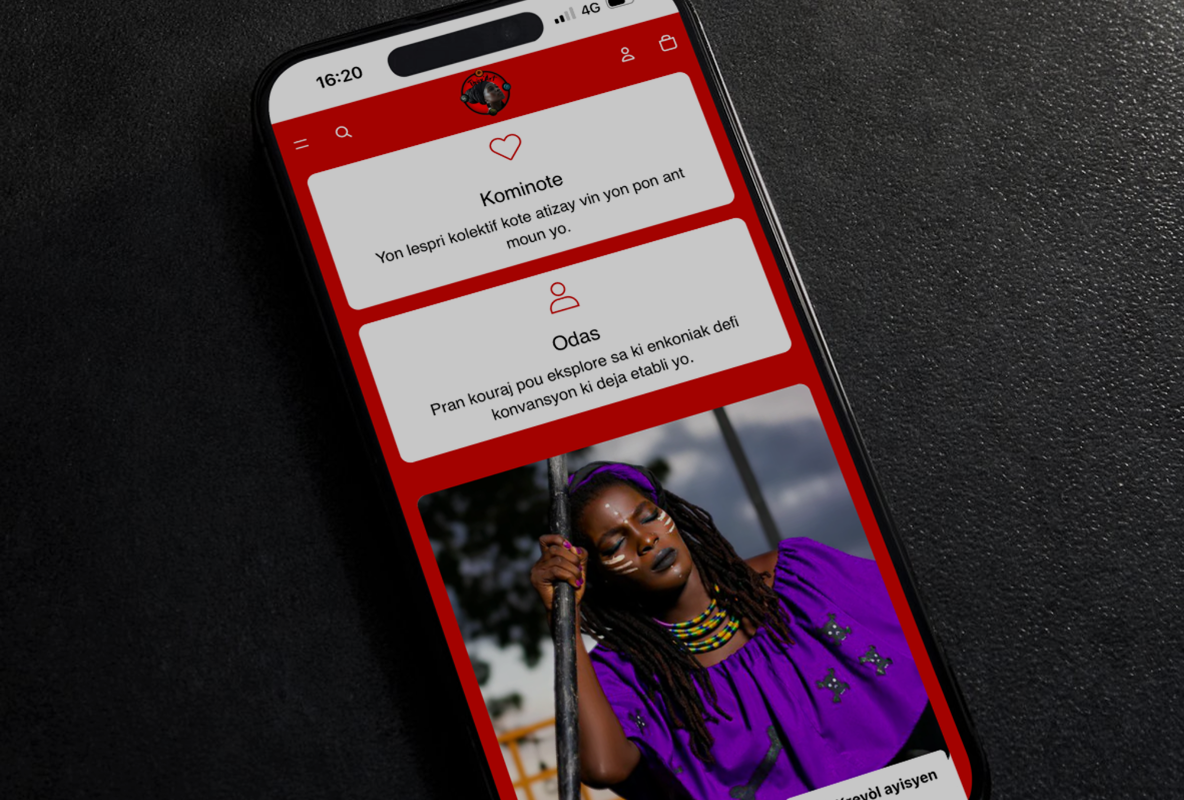 16:20
4G
Kominote
Yon lespri kolektif kote atizay vin yon pon ant
moun yo.
Odas
Pran kouraj pou eksplore sa ki enkoniak defi
konvansyon ki deja etabli yo.
ayisyen